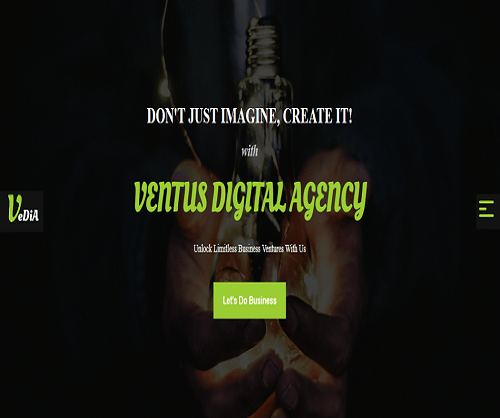 DON'T JUST IMAGINE, CREATE IT!
with
VENTUS DIGITAL AGENCY
VeDiA
Unlock Limitless Business Ventures With Us
Let's Do Business